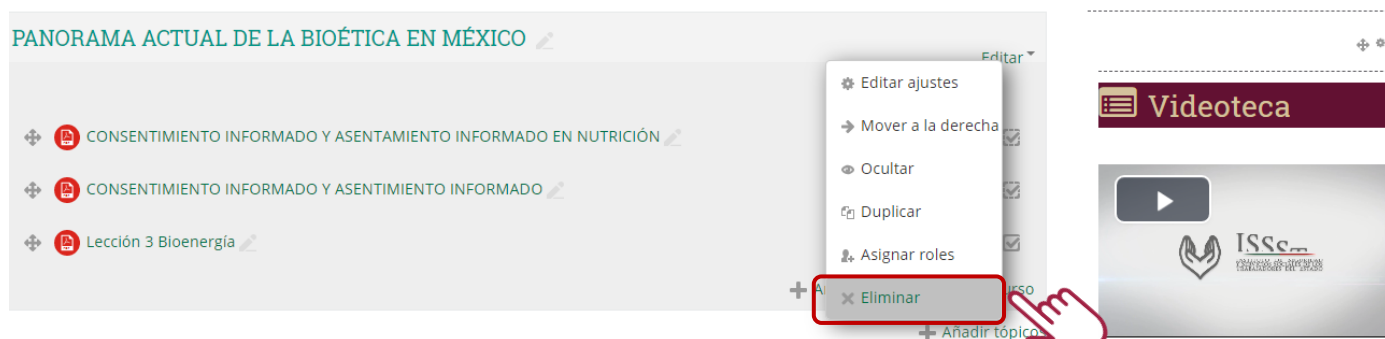 PANORAMA ACTUAL DE LA BIOÉTICA EN MÉXICO
Editar
Editar ajustes
Mover a la derecha
Ocultar
Duplicar
Asignar roles
Eliminar
CONSENTIMIENTO INFORMADO Y ASENTAMIENTO INFORMADO EN NUTRICIÓN
CONSENTIMIENTO INFORMADO Y ASENTIMIENTO INFORMADO
Lección 3 Bioenergía
Añadir tópicos
Videoteca